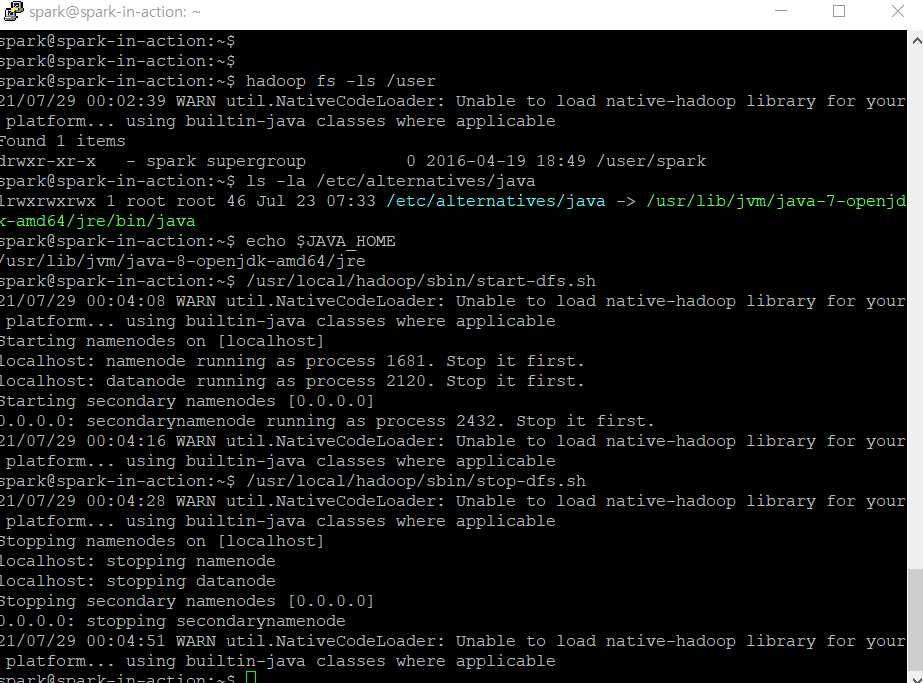 spark@spark-in-action: ~
spark@spark-in-action:~$
spark@spark-in-action:~$
spark@spark-in-action:~$ hadoop fs -ls /user
21/07/29 00:02:39 WARN util.NativeCodeLoader: Unable to load native-hadoop library for your
 platform... using builtin-java classes where applicable
Found 1 items
drwxr-xr-x   - spark supergroup          0 2016-04-19 18:49 /user/spark
spark@spark-in-action:~$ ls -la /etc/alternatives/java
lrwxrwxrwx 1 root root 46 Jul 23 07:33 /etc/alternatives/java -> /usr/lib/jvm/java-7-openjd
k-amd64/jre/bin/java
spark@spark-in-action:~$ echo $JAVA_HOME
/usr/lib/jvm/java-8-openjdk-amd64/jre
spark@spark-in-action:~$ /usr/local/hadoop/sbin/start-dfs.sh
21/07/29 00:04:08 WARN util.NativeCodeLoader: Unable to load native-hadoop library for your
 platform... using builtin-java classes where applicable
Starting namenodes on [localhost]
localhost: namenode running as process 1681. Stop it first.
localhost: datanode running as process 2120. Stop it first.
Starting secondary namenodes [0.0.0.0]
0.0.0.0: secondarynamenode running as process 2432. Stop it first.
21/07/29 00:04:16 WARN util.NativeCodeLoader: Unable to load native-hadoop library for your
 platform... using builtin-java classes where applicable
spark@spark-in-action:~$ /usr/local/hadoop/sbin/stop-dfs.sh
21/07/29 00:04:28 WARN util.NativeCodeLoader: Unable to load native-hadoop library for your
 platform... using builtin-java classes where applicable
Stopping namenodes on [localhost]
localhost: stopping namenode
localhost: stopping datanode
Stopping secondary namenodes [0.0.0.0]
0.0.0.0: stopping secondarynamenode
21/07/29 00:04:51 WARN util.NativeCodeLoader: Unable to load native-hadoop library for your
 platform... using builtin-java classes where applicable
spark@spark-in-action:~$